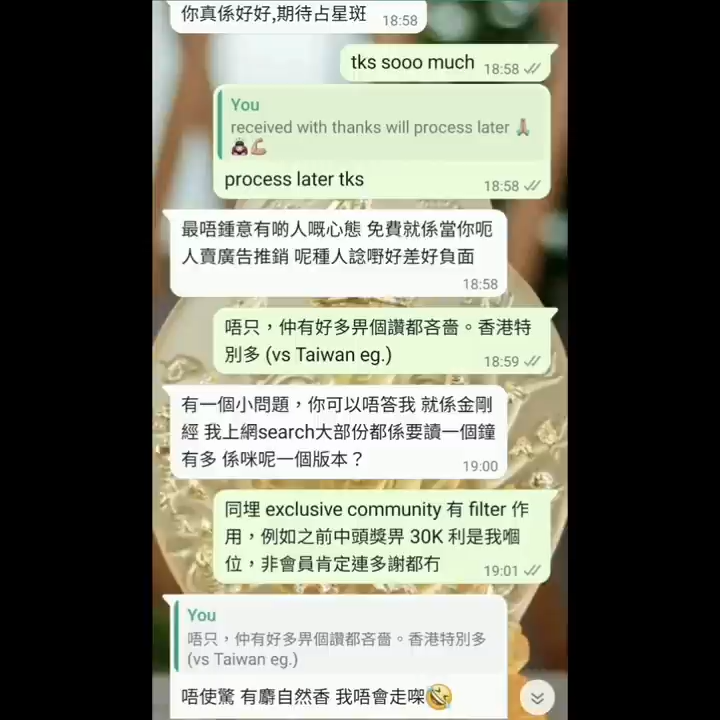 你真係好好,期待占星班
18:58
tks sooo much
18:58
You
received with thanks will process later 🙏🏼
🙇🏻‍♂️💪🏼
process later tks
18:58
最唔鍾意有啲人嘅心態 免費就係當你呃
人賣廣告推銷 呢種人諗嘢好差好負面
18:58
唔只，仲有好多畀個讚都吝嗇。香港特
別多 (vs Taiwan eg.)
18:59
有一個小問題，你可以唔答我 就係金剛
經 我上網search大部份都係要讀一個鐘
有多 係咪呢一個版本？
19:00
同埋 exclusive community 有 filter 作
用，例如之前中頭獎畀 30K 利是我嗰
位，非會員肯定連多謝都冇
19:01
You
唔只，仲有好多畀個讚都吝嗇。香港特別多
(vs Taiwan eg.)
唔使驚 有麝自然香 我唔會走㗎🤣